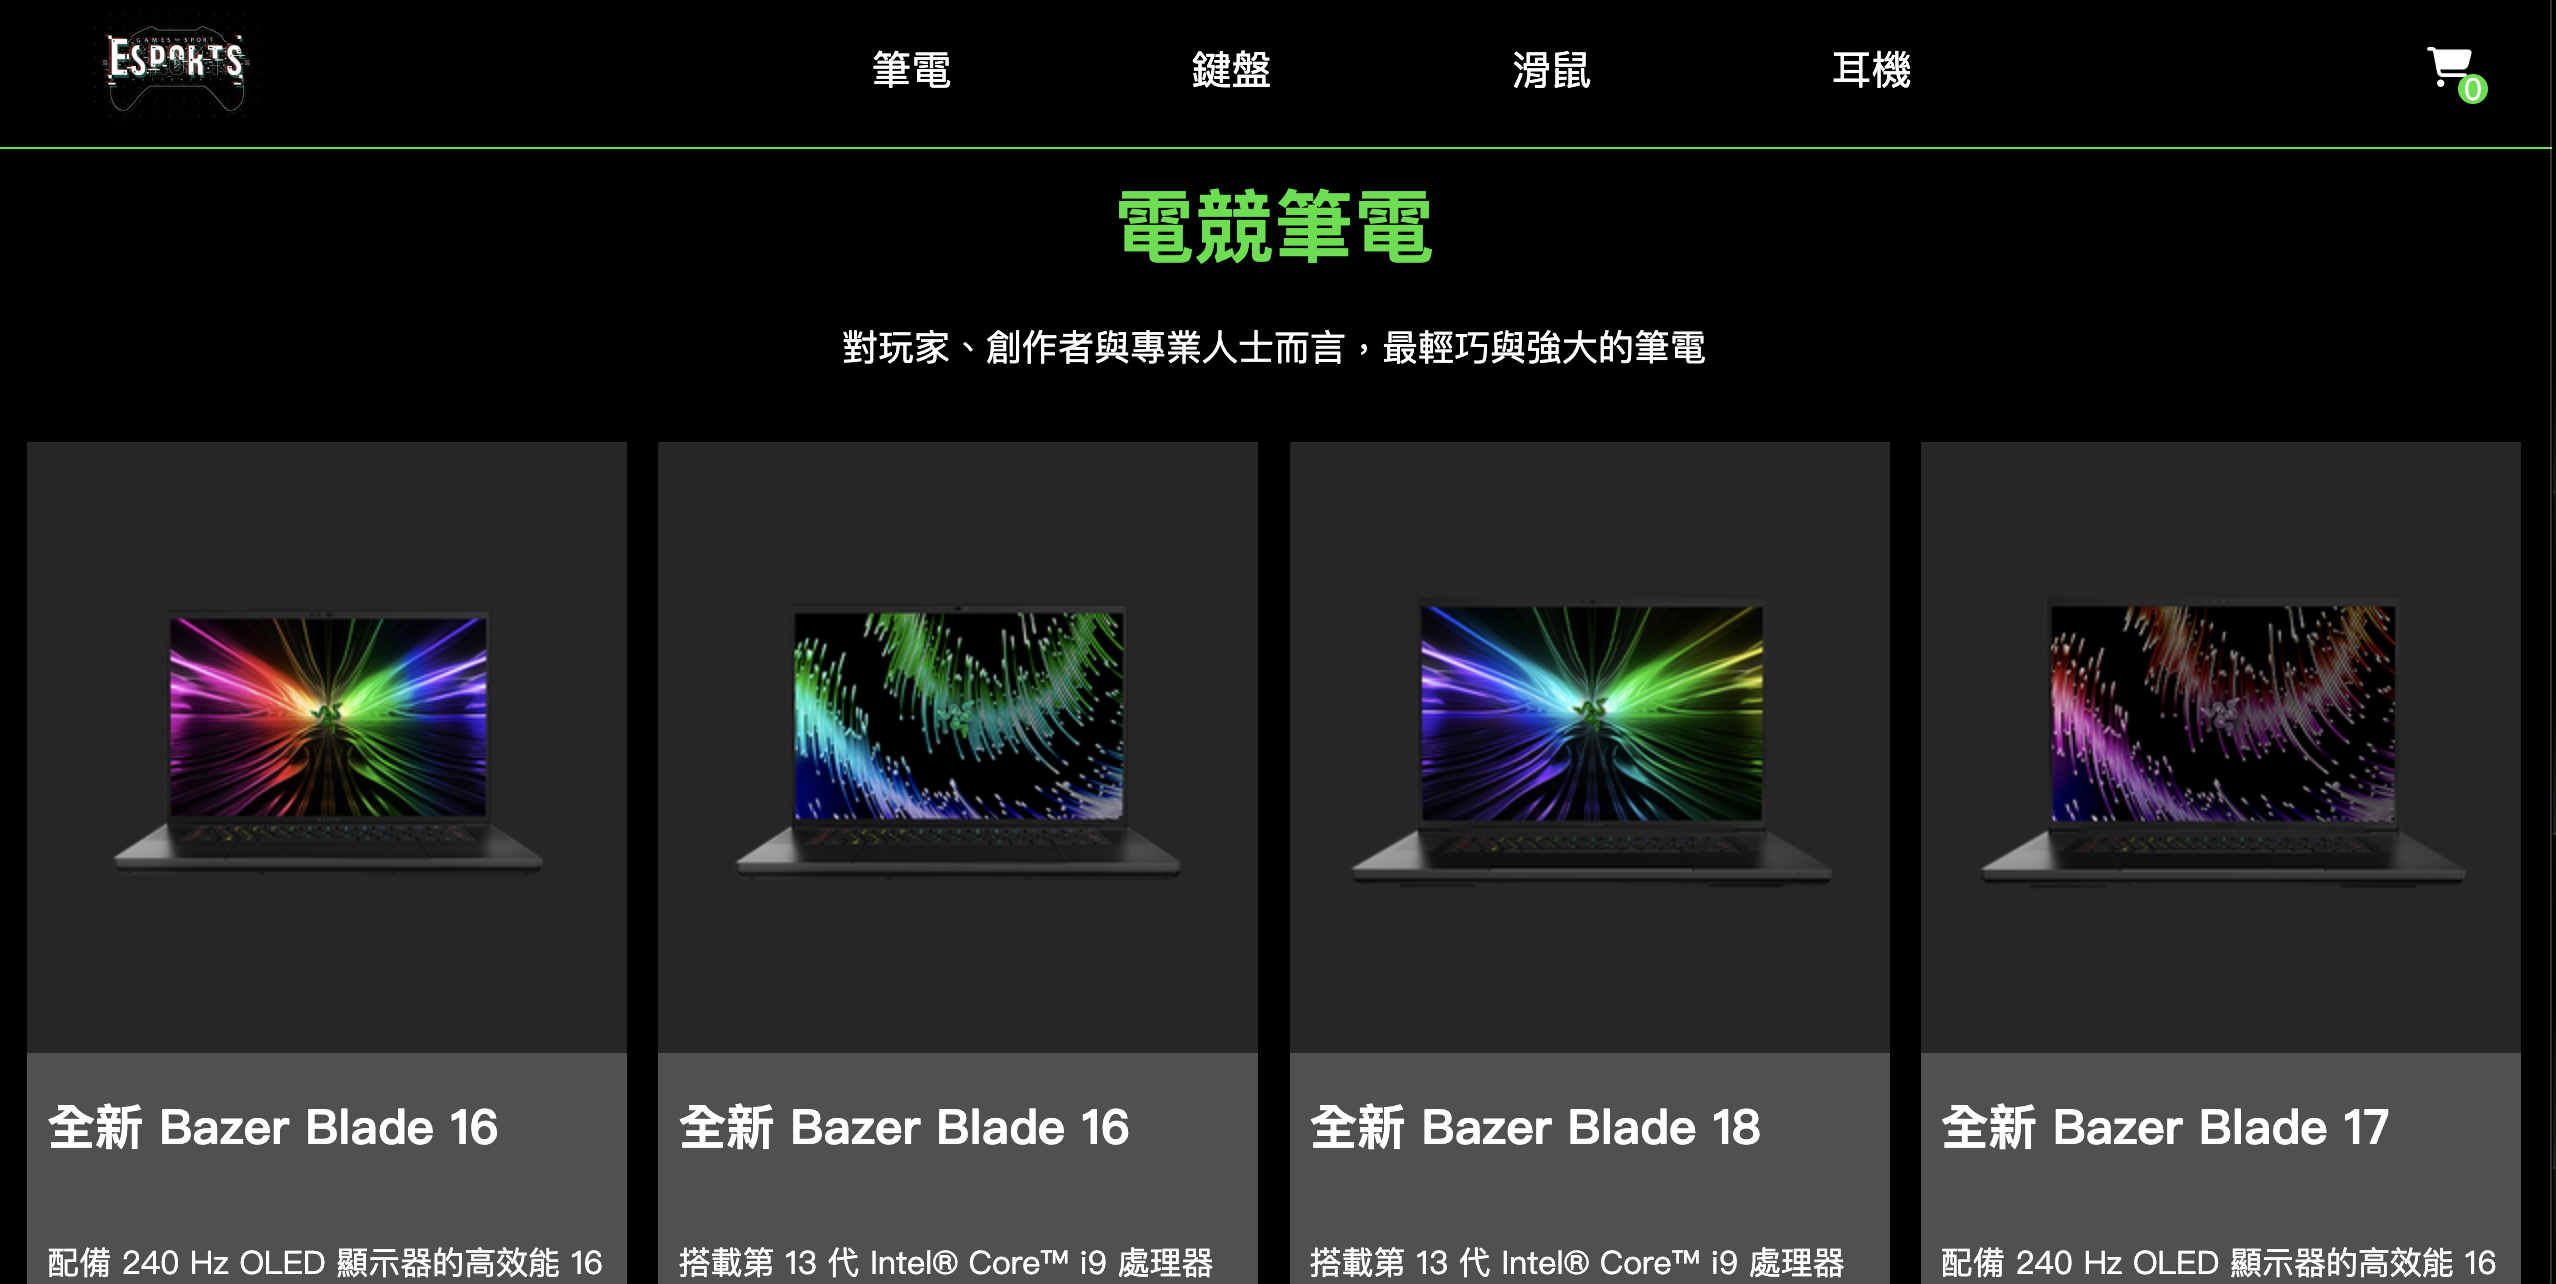 GAMES SPORT
ESPORTS
筆電
鍵盤
滑鼠
耳機
0
電競筆電
對玩家、創作者與專業人士而言，最輕巧與強大的筆電
全新 Bazer Blade 16
全新 Bazer Blade 16
全新 Bazer Blade 18
全新 Bazer Blade 17
配備 240 Hz OLED 顯示器的高效能 16
搭載第 13 代 Intel® Core™ i9 處理器
搭載第 13 代 Intel® Core™ i9 處理器
配備 240 Hz OLED 顯示器的高效能 16